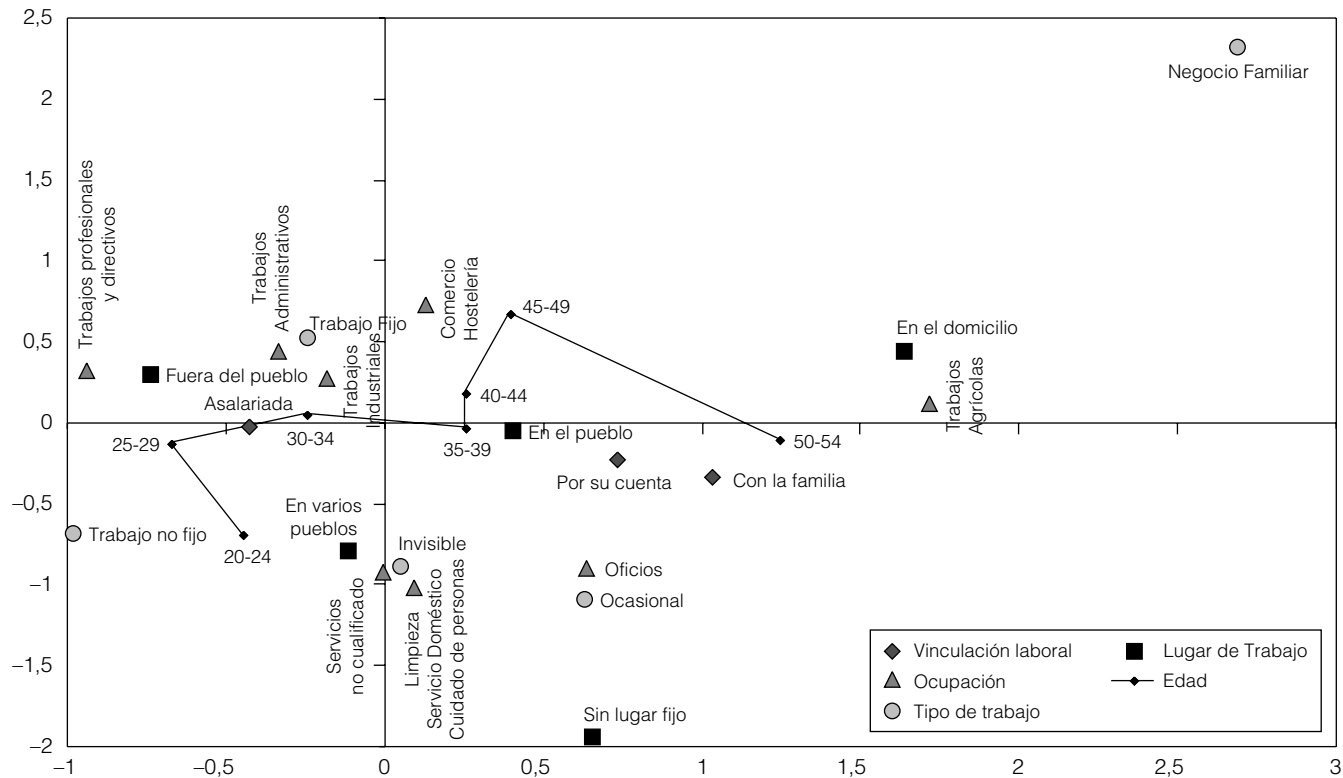 2,5
2
1,5
1
0,5
0
–0,5
–1
–1,5
–2
–1
–0,5
0
0,5
1
1,5
2
2,5
3
Negocio Familiar
Trabajos profesionales
y directivos
Trabajos
Administrativos
Trabajo Fijo
Comercio
Hostelería
45-49
En el domicilio
Fuera del pueblo
Trabajos
Industriales
40-44
Trabajos
Agrícolas
Asalariada
25-29
30-34
35-39
En el pueblo
50-54
Por su cuenta
Con la familia
Trabajo no fijo
20-24
En varios
pueblos
Invisible
Oficios
Ocasional
Servicios
no cualificado
Limpieza
Servicio Doméstico
Cuidado de personas
Sin lugar fijo
Vinculación laboral
Lugar de Trabajo
Ocupación
Edad
Tipo de trabajo